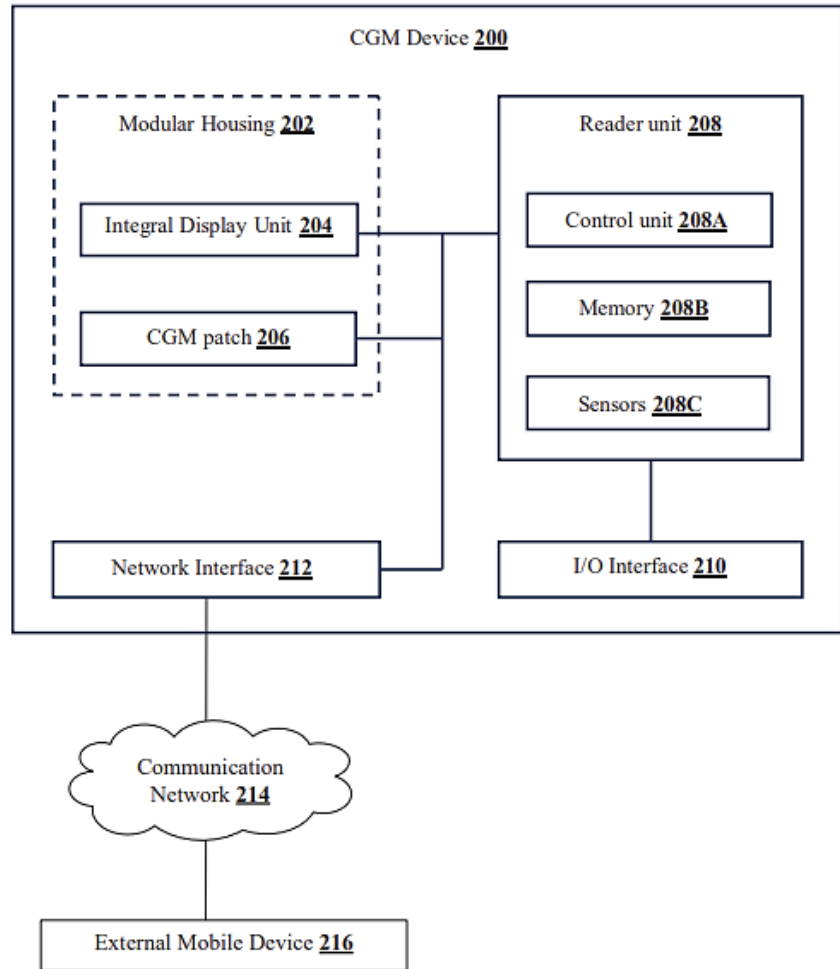 CGM Device 200
Modular Housing 202
Integral Display Unit 204
CGM patch 206
Reader unit 208
Control unit 208A
Memory 208B
Sensors 208C
Network Interface 212
I/O Interface 210
Communication
Network 214
External Mobile Device 216